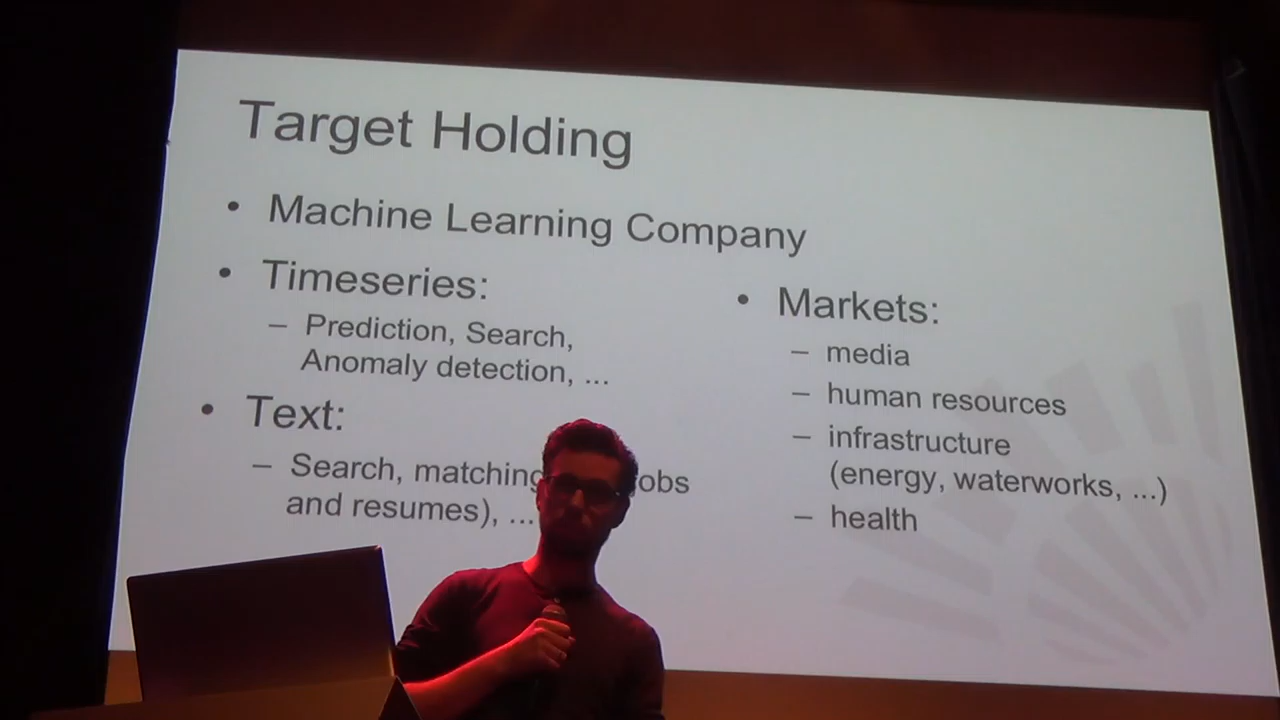 Target Holding
• Machine Learning Company
• Timeseries:
– Prediction, Search,
Anomaly detection, ...
• Text:
– Search, matching obs
and resumes), ...
• Markets:
– media
– human resources
– infrastructure
(energy, waterworks, ...)
– health